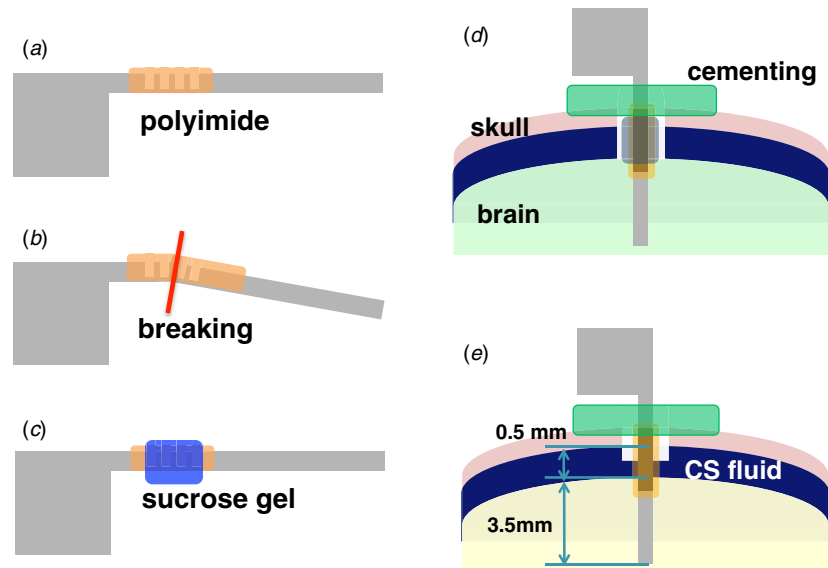 (a)
polyimide
(b)
breaking
(c)
sucrose gel
(d)
cementing
skull
brain
(e)
0.5 mm
CS fluid
3.5mm